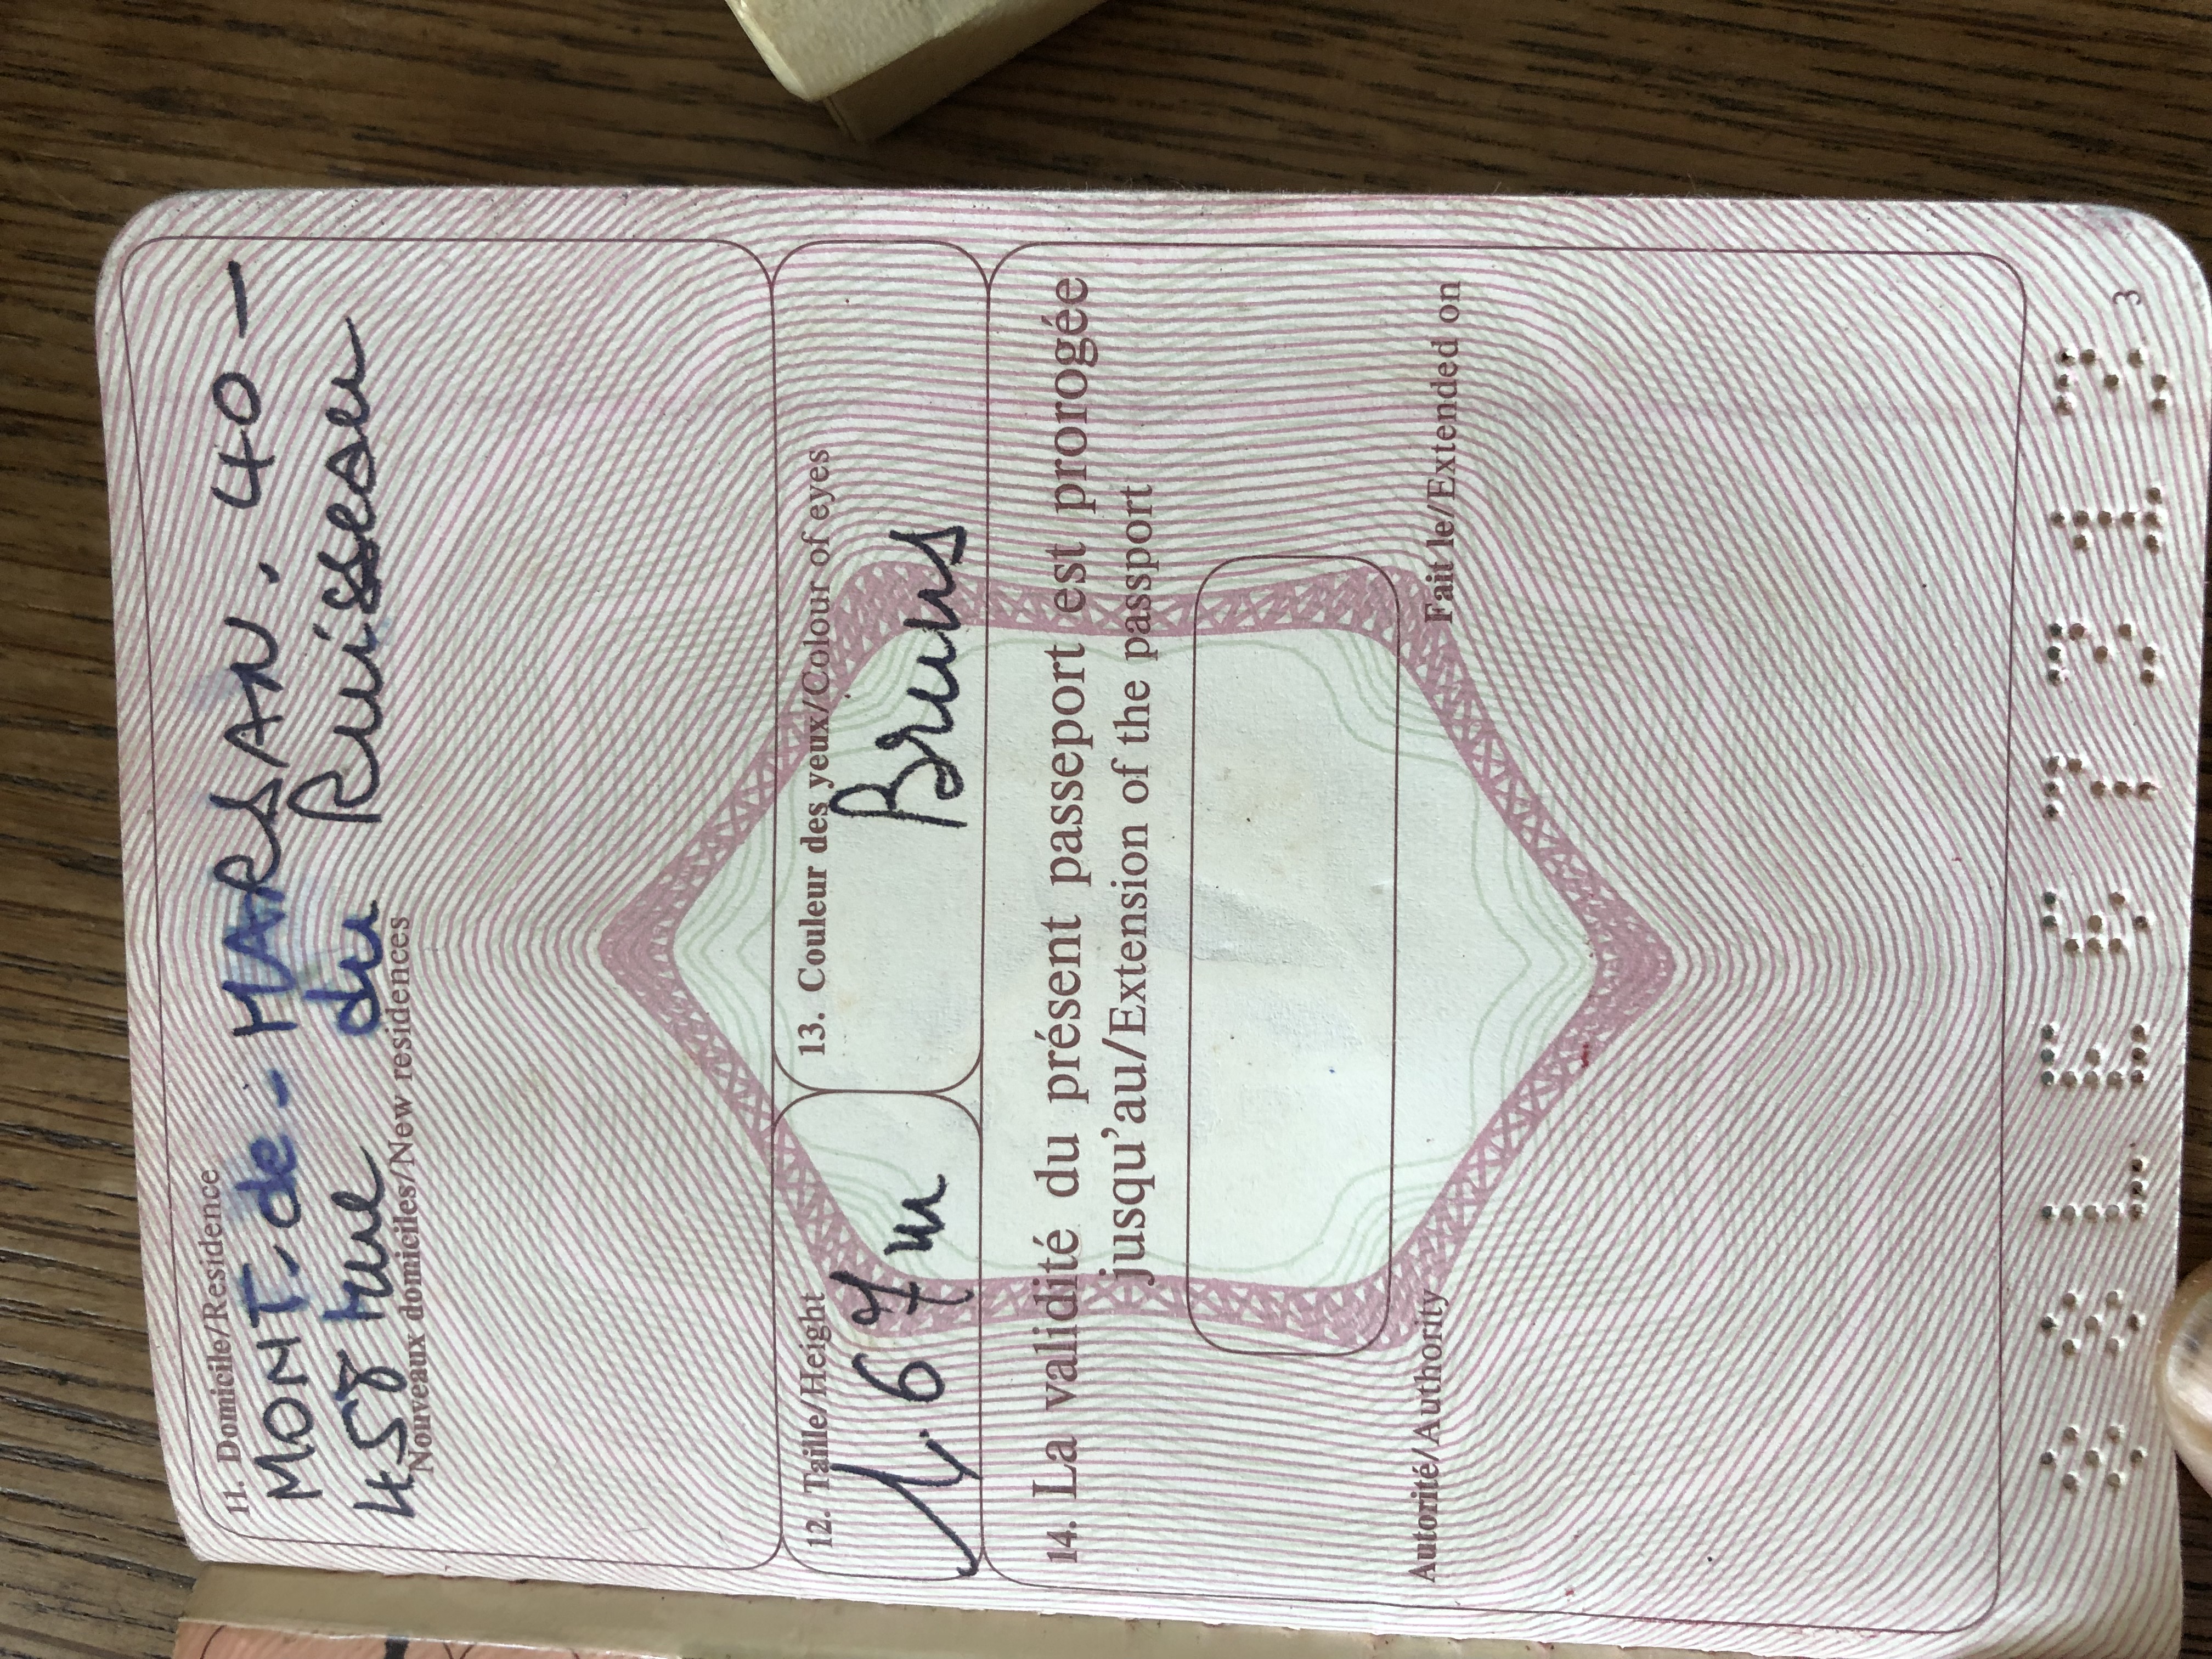 11. Domicile/Residence
MONT. de - MARSAN. 40 -
458 rue du Ruisseau
Nouveaux domiciles/New residences
12. Taille/Height
1.67 m
13. Couleur des yeux/Colour of eyes
Bruns
14. La validité du présent passeport est prorogée
jusqu'au/Extension of the passport
Autorité/Authority Fait le/Extended on
3